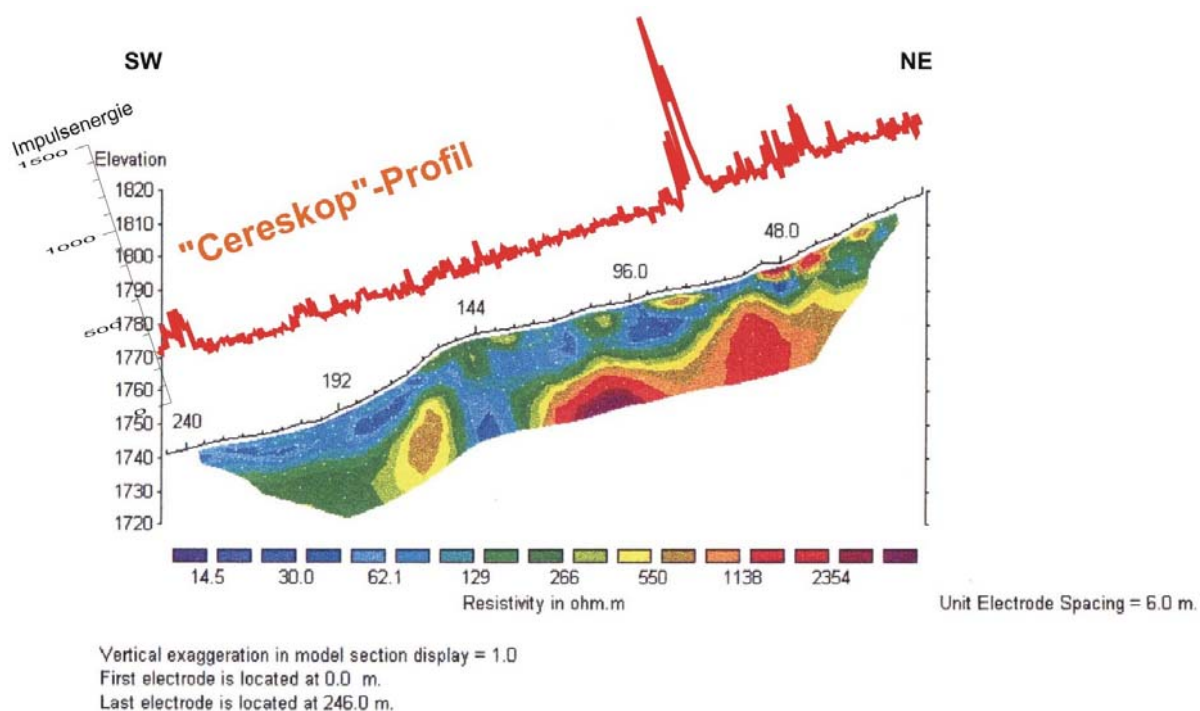 SW
NE
Impulsenergie
1500
1000
500
0
"Cereskop"-Profil
Elevation
1820
1810
1800
1790
1780
1770
1760
1750
1740
1730
1720
240
192
144
96.0
48.0
14.5 30.0 62.1 129 266 550 1138 2354
Resistivity in ohm.m
Unit Electrode Spacing = 6.0 m.
Vertical exaggeration in model section display = 1.0
First electrode is located at 0.0 m.
Last electrode is located at 246.0 m.